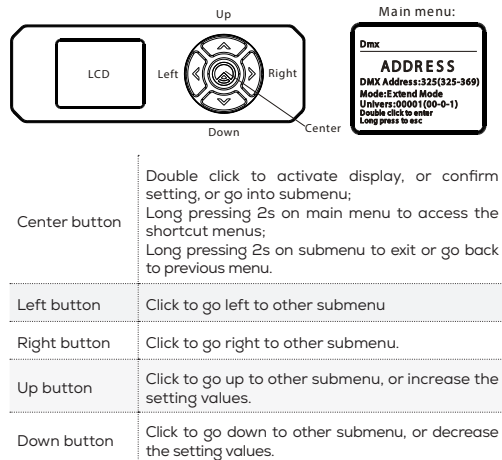 Up
Main menu:
LCD
Left
Right
Down
Center
Dmx
ADDRESS
DMX Address:325(325-369)
Mode:Extend Mode
Univers:00001(00-0-1)
Double click to enter
Long press to esc
Center button
Double click to activate display, or confirm
setting, or go into submenu;
Long pressing 2s on main menu to access the
shortcut menus;
Long pressing 2s on submenu to exit or go back
to previous menu.
Left button
Click to go left to other submenu
Right button
Click to go right to other submenu.
Up button
Click to go up to other submenu, or increase the
setting values.
Down button
Click to go down to other submenu, or decrease
the setting values.